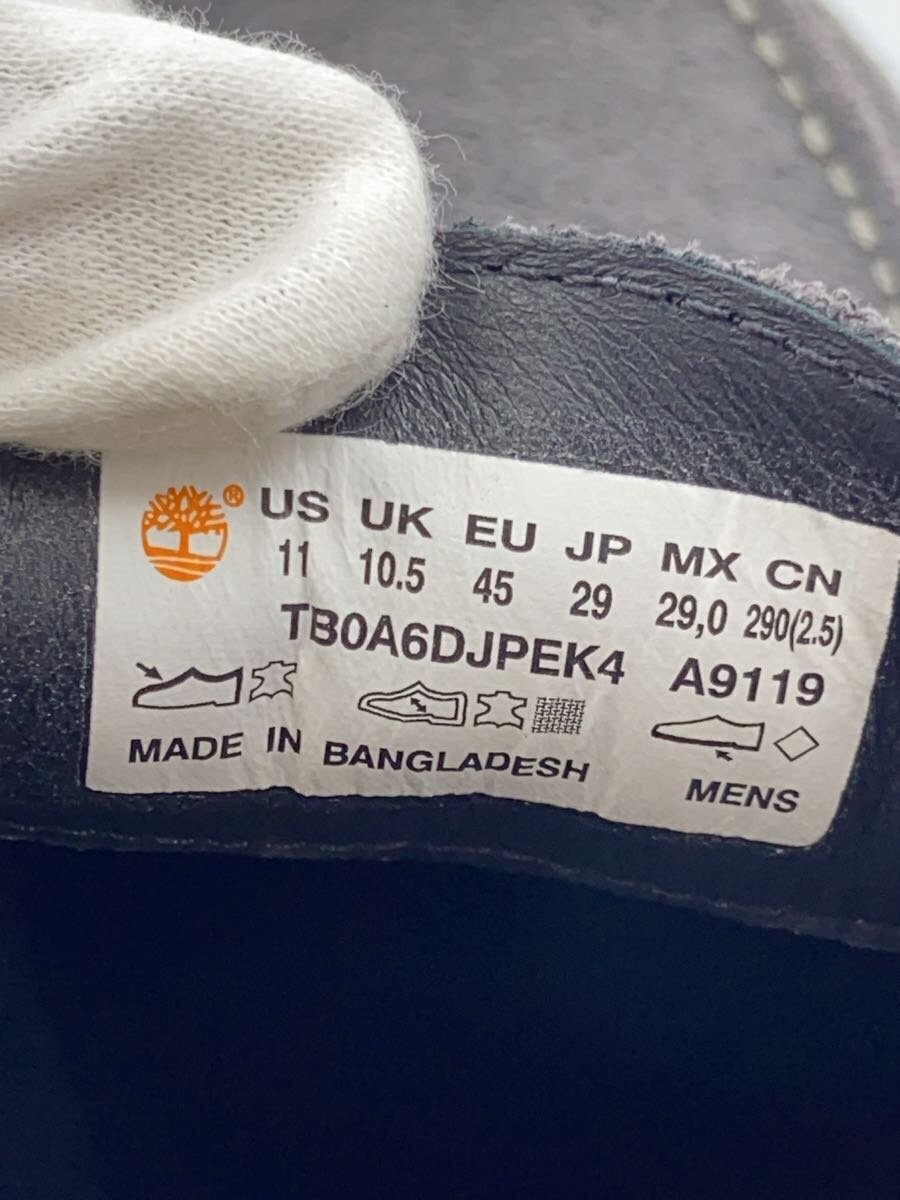 ® US UK EU JP MX CN
11 10.5 45 29 29,0 290(2.5)
TB0A6DJPEK4 A9119
MADE IN BANGLADESH MENS